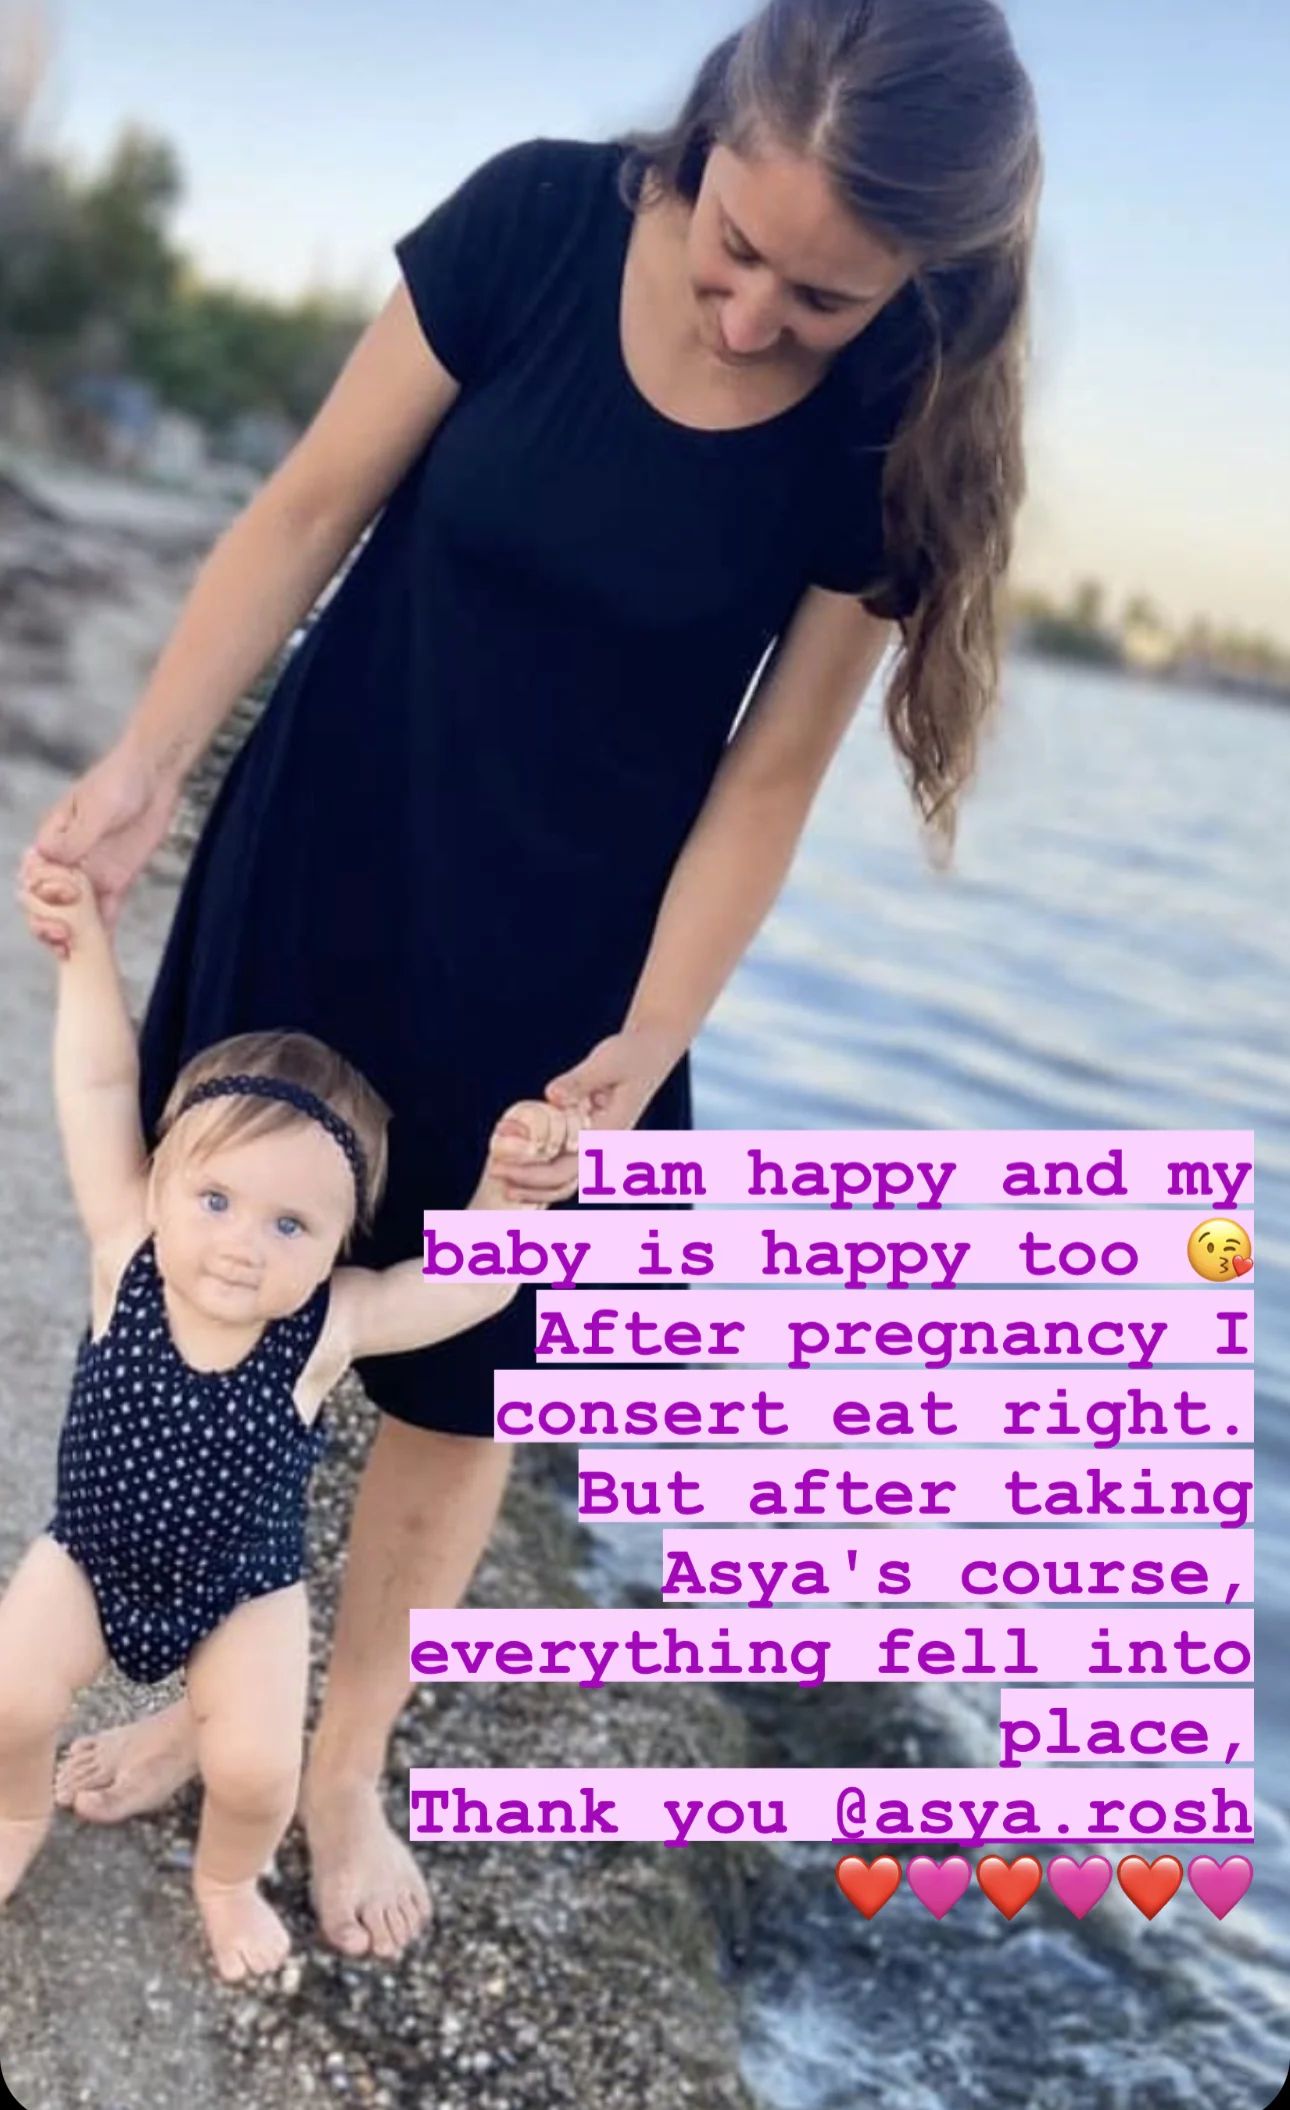 lam happy and my
baby is happy too 😘
After pregnancy I
consert eat right.
But after taking
Asya's course,
everything fell into
place,
Thank you @asya.rosh
❤️🩷❤️🩷❤️🩷